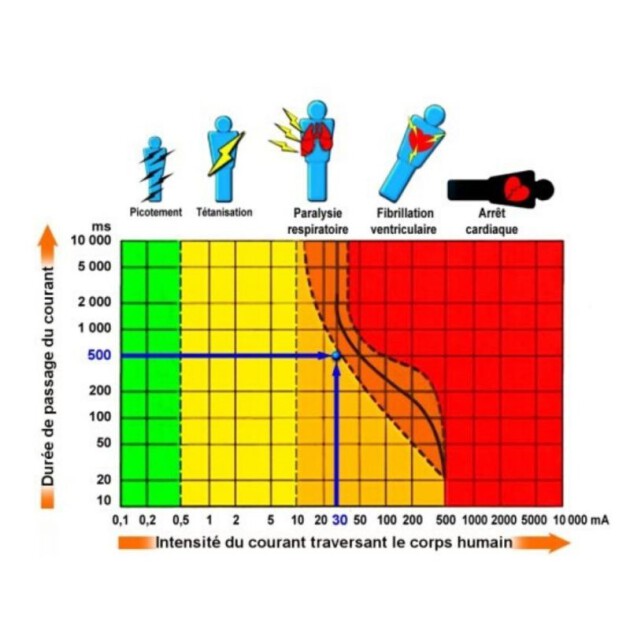 Picotement
Tétanisation
Paralysie
respiratoire
Fibrillation
ventriculaire
Arrêt
cardiaque
ms
10 000
5 000
2 000
1 000
500
200
100
50
20
10
Durée de passage du courant
0,1 0,2 0,5 1 2 5 10 20 30 50 100 200 500 1000 2000 5000 10 000 mA
Intensité du courant traversant le corps humain